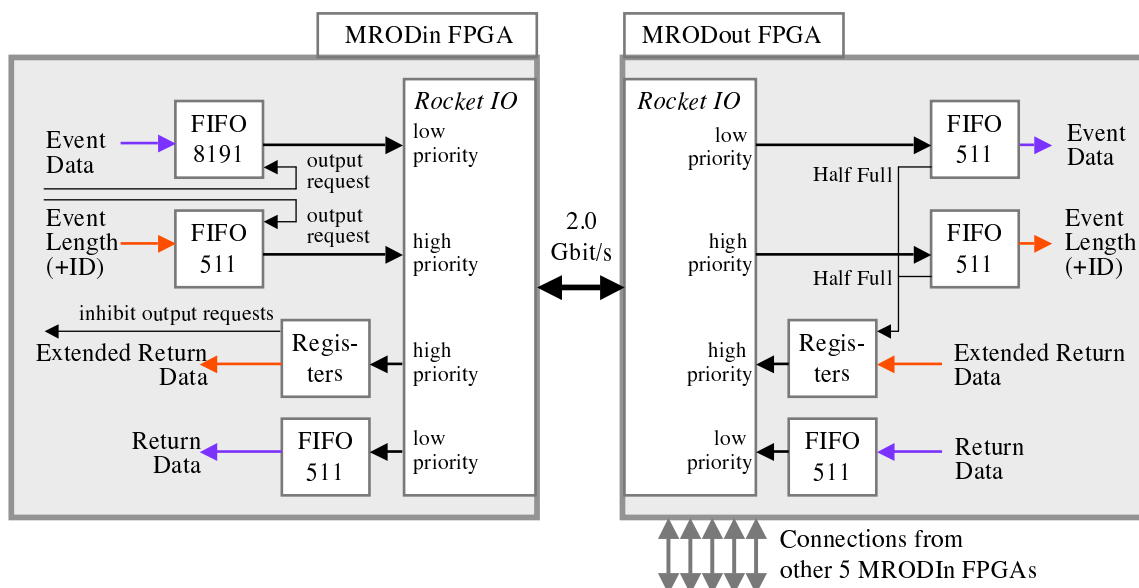 MRODin FPGA
MRODout FPGA
Rocket IO
Event
Data
FIFO
8191
low
priority
output
request
Event
Length
(+ID)
FIFO
511
output
request
high
priority
inhibit output requests
Extended Return
Data
Regis-
ters
high
priority
Return
Data
FIFO
511
low
priority
2.0
Gbit/s
Rocket IO
low
priority
FIFO
511
Event
Data
Half Full
high
priority
FIFO
511
Event
Length
(+ID)
Half Full
high
priority
Regis-
ters
Extended Return
Data
low
priority
FIFO
511
Return
Data
Connections from
other 5 MRODIn FPGAs